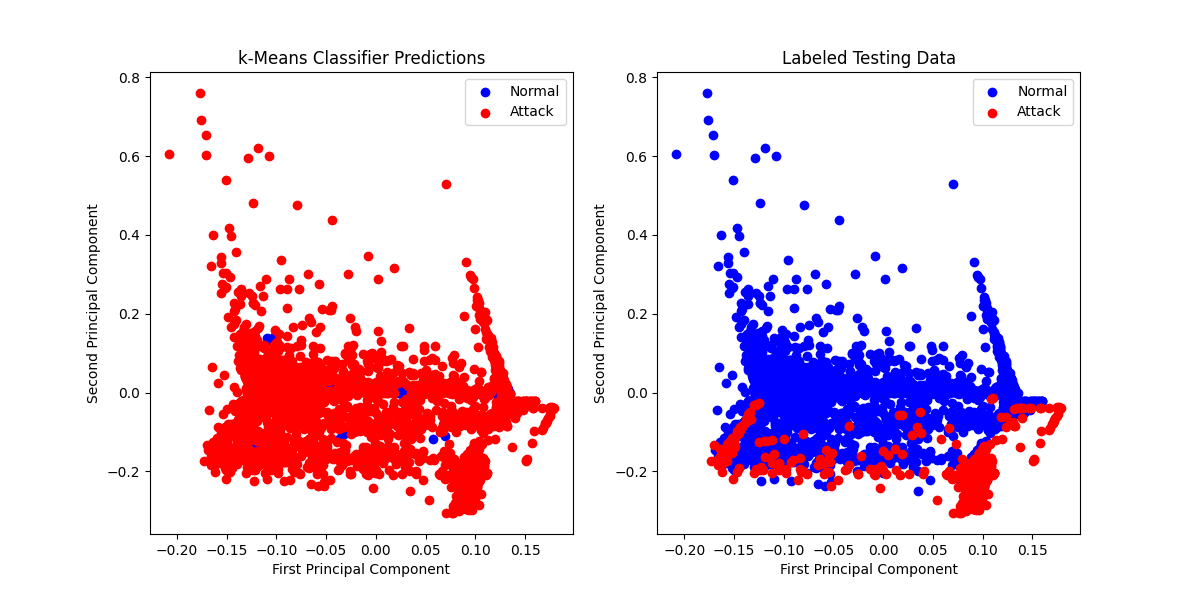 k-Means Classifier Predictions
Second Principal Component
0.8
0.6
0.4
0.2
0.0
−0.2
Normal
Attack
−0.20 −0.15 −0.10 −0.05 0.00 0.05 0.10 0.15
First Principal Component
Labeled Testing Data
Second Principal Component
0.8
0.6
0.4
0.2
0.0
−0.2
Normal
Attack
−0.20 −0.15 −0.10 −0.05 0.00 0.05 0.10 0.15
First Principal Component